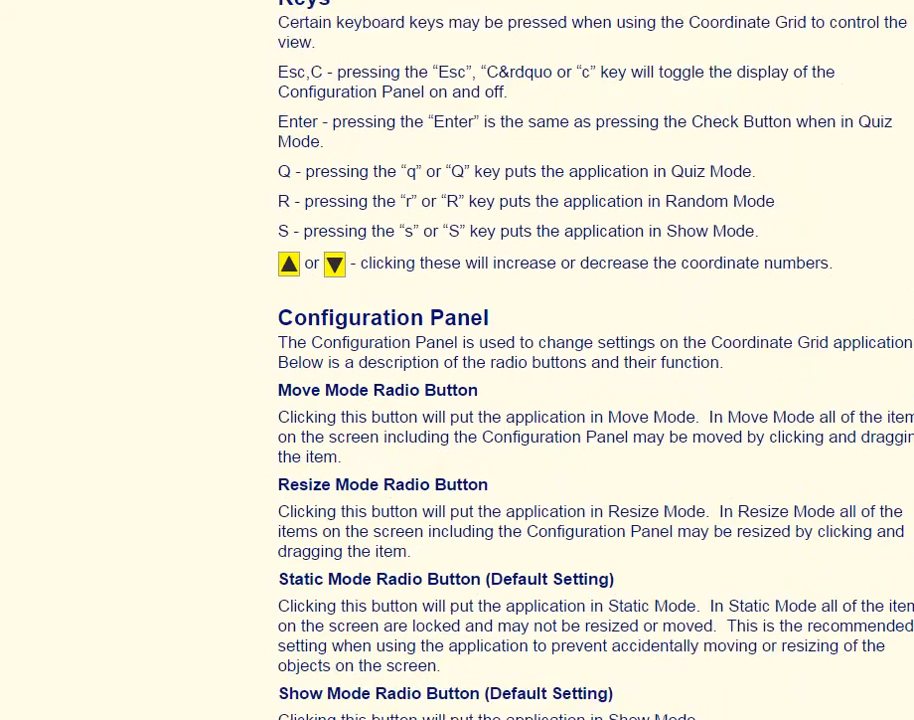 Keys
Certain keyboard keys may be pressed when using the Coordinate Grid to control the
view.
Esc,C - pressing the “Esc”, “C&rdquo or “c” key will toggle the display of the
Configuration Panel on and off.
Enter - pressing the “Enter” is the same as pressing the Check Button when in Quiz
Mode.
Q - pressing the “q” or “Q” key puts the application in Quiz Mode.
R - pressing the “r” or “R” key puts the application in Random Mode
S - pressing the “s” or “S” key puts the application in Show Mode.
▲ or ▼ - clicking these will increase or decrease the coordinate numbers.
Configuration Panel
The Configuration Panel is used to change settings on the Coordinate Grid application
Below is a description of the radio buttons and their function.
Move Mode Radio Button
Clicking this button will put the application in Move Mode.  In Move Mode all of the item
on the screen including the Configuration Panel may be moved by clicking and draggin
the item.
Resize Mode Radio Button
Clicking this button will put the application in Resize Mode.  In Resize Mode all of the
items on the screen including the Configuration Panel may be resized by clicking and
dragging the item.
Static Mode Radio Button (Default Setting)
Clicking this button will put the application in Static Mode.  In Static Mode all of the item
on the screen are locked and may not be resized or moved.  This is the recommended
setting when using the application to prevent accidentally moving or resizing of the
objects on the screen.
Show Mode Radio Button (Default Setting)
Clicking this button will put the application in Show Mode